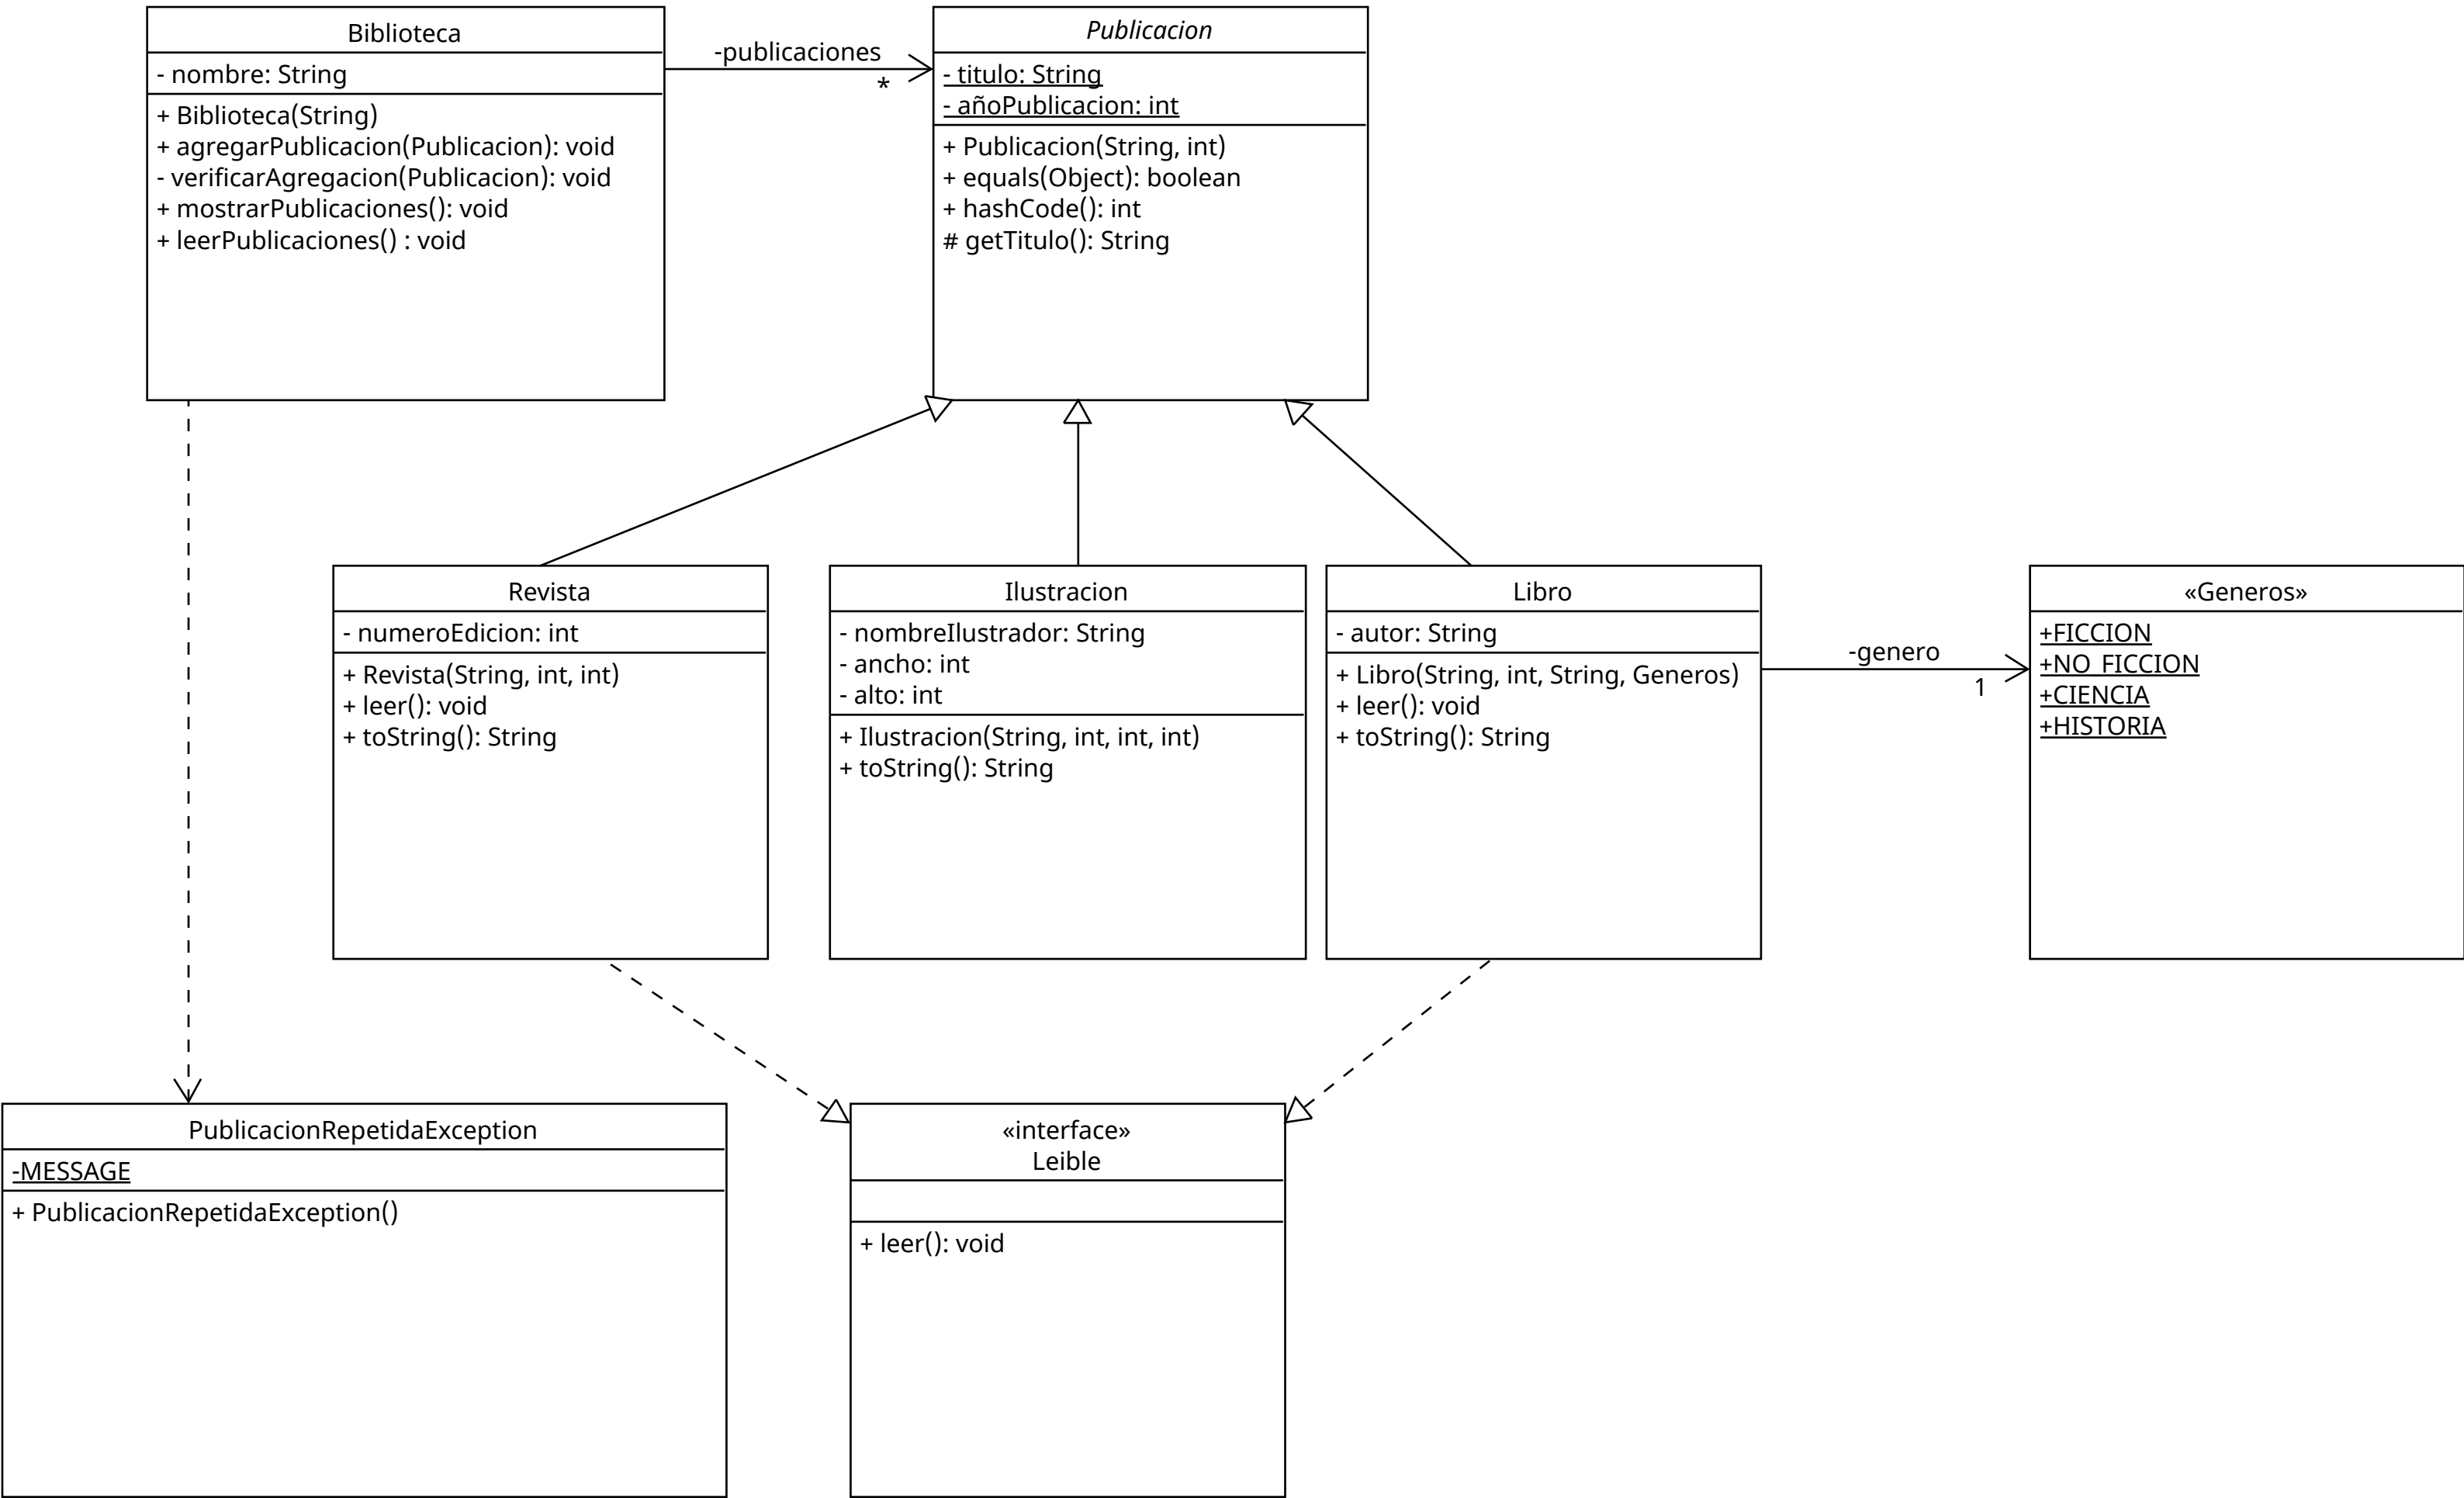 Biblioteca
- nombre: String
+ Biblioteca(String)
+ agregarPublicacion(Publicacion): void
- verificarAgregacion(Publicacion): void
+ mostrarPublicaciones(): void
+ leerPublicaciones() : void
-publicaciones
*
Publicacion
- titulo: String
- añoPublicacion: int
+ Publicacion(String, int)
+ equals(Object): boolean
+ hashCode(): int
# getTitulo(): String
Revista
- numeroEdicion: int
+ Revista(String, int, int)
+ leer(): void
+ toString(): String
Ilustracion
- nombreIlustrador: String
- ancho: int
- alto: int
+ Ilustracion(String, int, int, int)
+ toString(): String
Libro
- autor: String
+ Libro(String, int, String, Generos)
+ leer(): void
+ toString(): String
-genero
1
«Generos»
+FICCION
+NO_FICCION
+CIENCIA
+HISTORIA
PublicacionRepetidaException
-MESSAGE
+ PublicacionRepetidaException()
«interface»
Leible
+ leer(): void